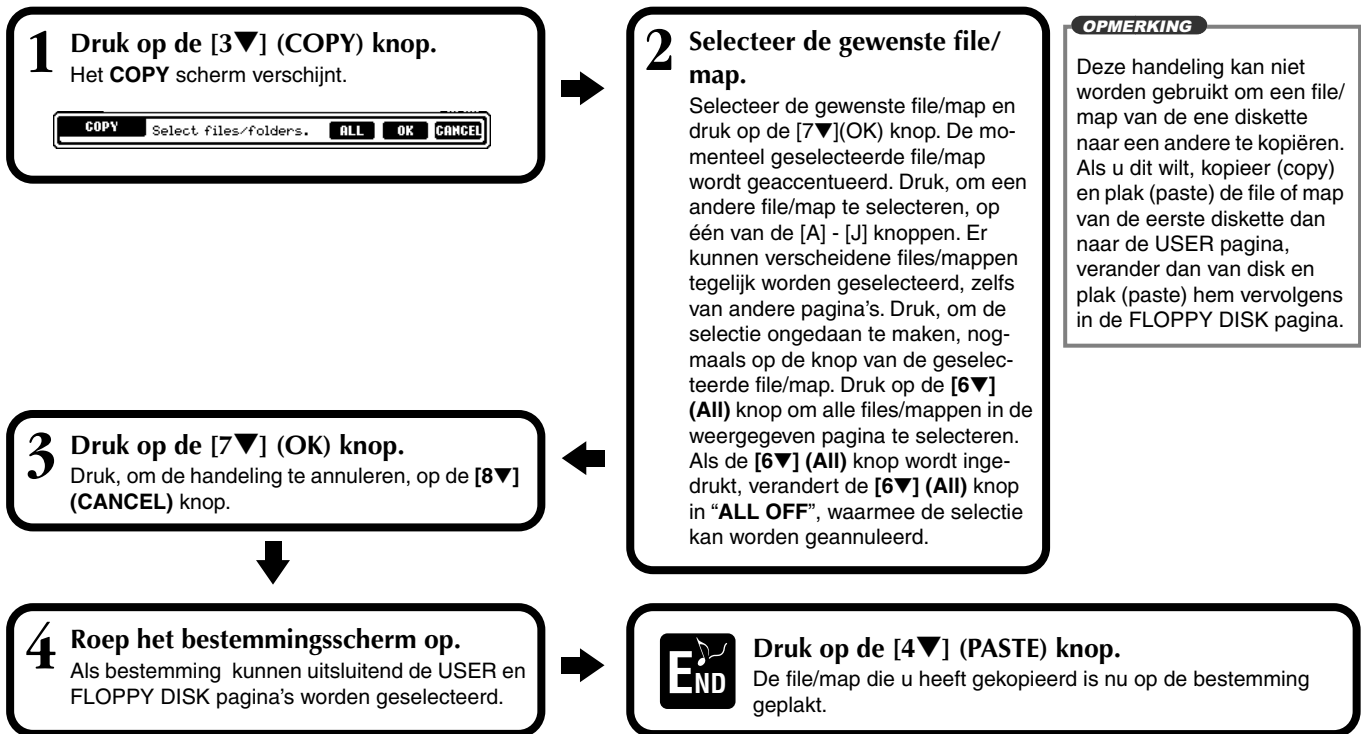 1 Druk op de [3▼] (COPY) knop.
Het COPY scherm verschijnt.
COPY Select files/folders. ALL OK CANCEL
2 Selecteer de gewenste file/
map.
Selecteer de gewenste file/map en
druk op de [7▼](OK) knop. De mo-
menteel geselecteerde file/map
wordt geaccentueerd. Druk, om een
andere file/map te selecteren, op
één van de [A] - [J] knoppen. Er
kunnen verscheidene files/mappen
tegelijk worden geselecteerd, zelfs
van andere pagina's. Druk, om de
selectie ongedaan te maken, nog-
maals op de knop van de geselec-
teerde file/map. Druk op de [6▼]
(All) knop om alle files/mappen in de
weergegeven pagina te selecteren.
Als de [6▼] (All) knop wordt inge-
drukt, verandert de [6▼] (All) knop
in “ALL OFF”, waarmee de selectie
kan worden geannuleerd.
OPMERKING
Deze handeling kan niet
worden gebruikt om een file/
map van de ene diskette
naar een andere te kopiëren.
Als u dit wilt, kopieer (copy)
en plak (paste) de file of map
van de eerste diskette dan
naar de USER pagina,
verander dan van disk en
plak (paste) hem vervolgens
in de FLOPPY DISK pagina.
3 Druk op de [7▼] (OK) knop.
Druk, om de handeling te annuleren, op de [8▼]
(CANCEL) knop.
4 Roep het bestemmingsscherm op.
Als bestemming kunnen uitsluitend de USER en
FLOPPY DISK pagina's worden geselecteerd.
END Druk op de [4▼] (PASTE) knop.
De file/map die u heeft gekopieerd is nu op de bestemming
geplakt.